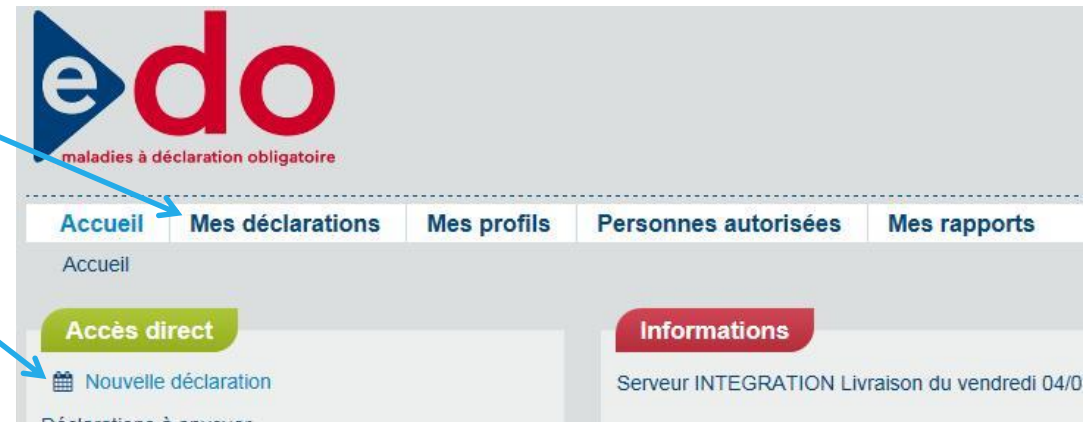 edo
maladies à déclaration obligatoire
Accueil Mes déclarations Mes profils Personnes autorisées Mes rapports
Accueil
Accès direct
Informations
Nouvelle déclaration
Serveur INTEGRATION Livraison du vendredi 04/0